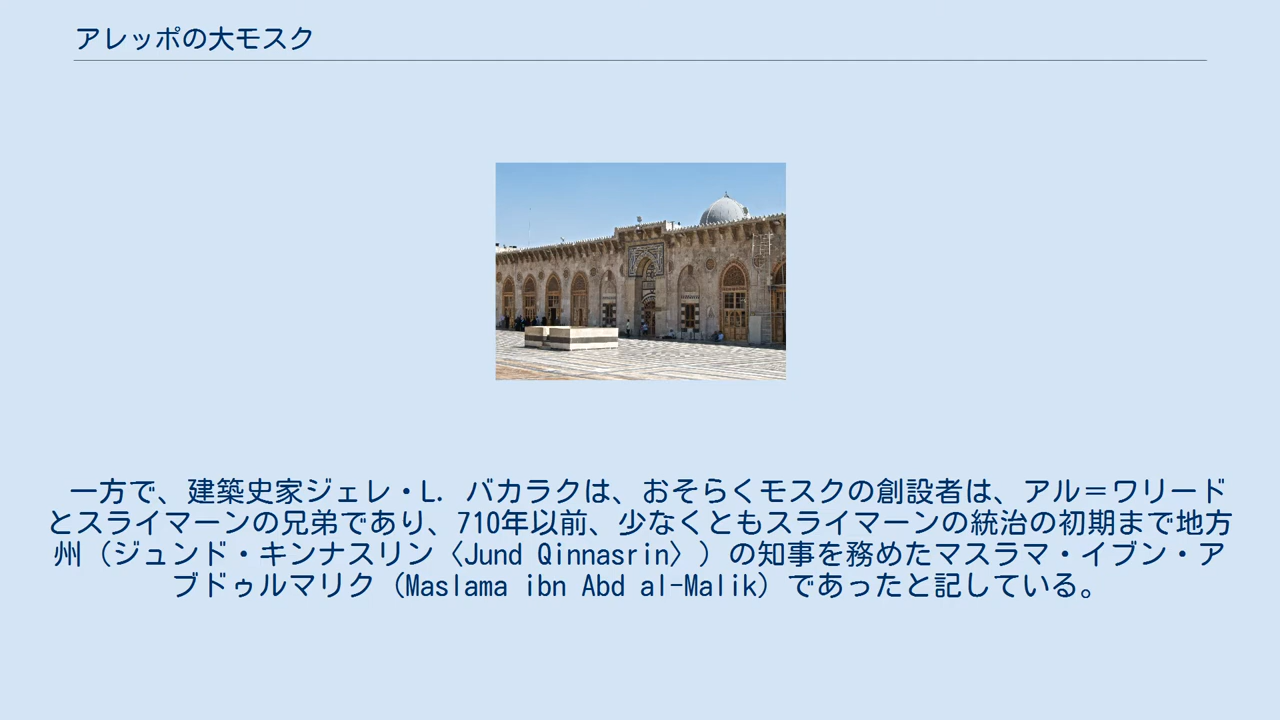 アレッポの大モスク
一方で、建築史家ジェレ・L. バカラクは、おそらくモスクの創設者は、アル＝ワリード
とスライマーンの兄弟であり、710年以前、少なくともスライマーンの統治の初期まで地方
州（ジュンド・キンナスリン〈Jund Qinnasrin〉）の知事を務めたマスラマ・イブン・ア
ブドゥルマリク（Maslama ibn Abd al-Malik）であったと記している。